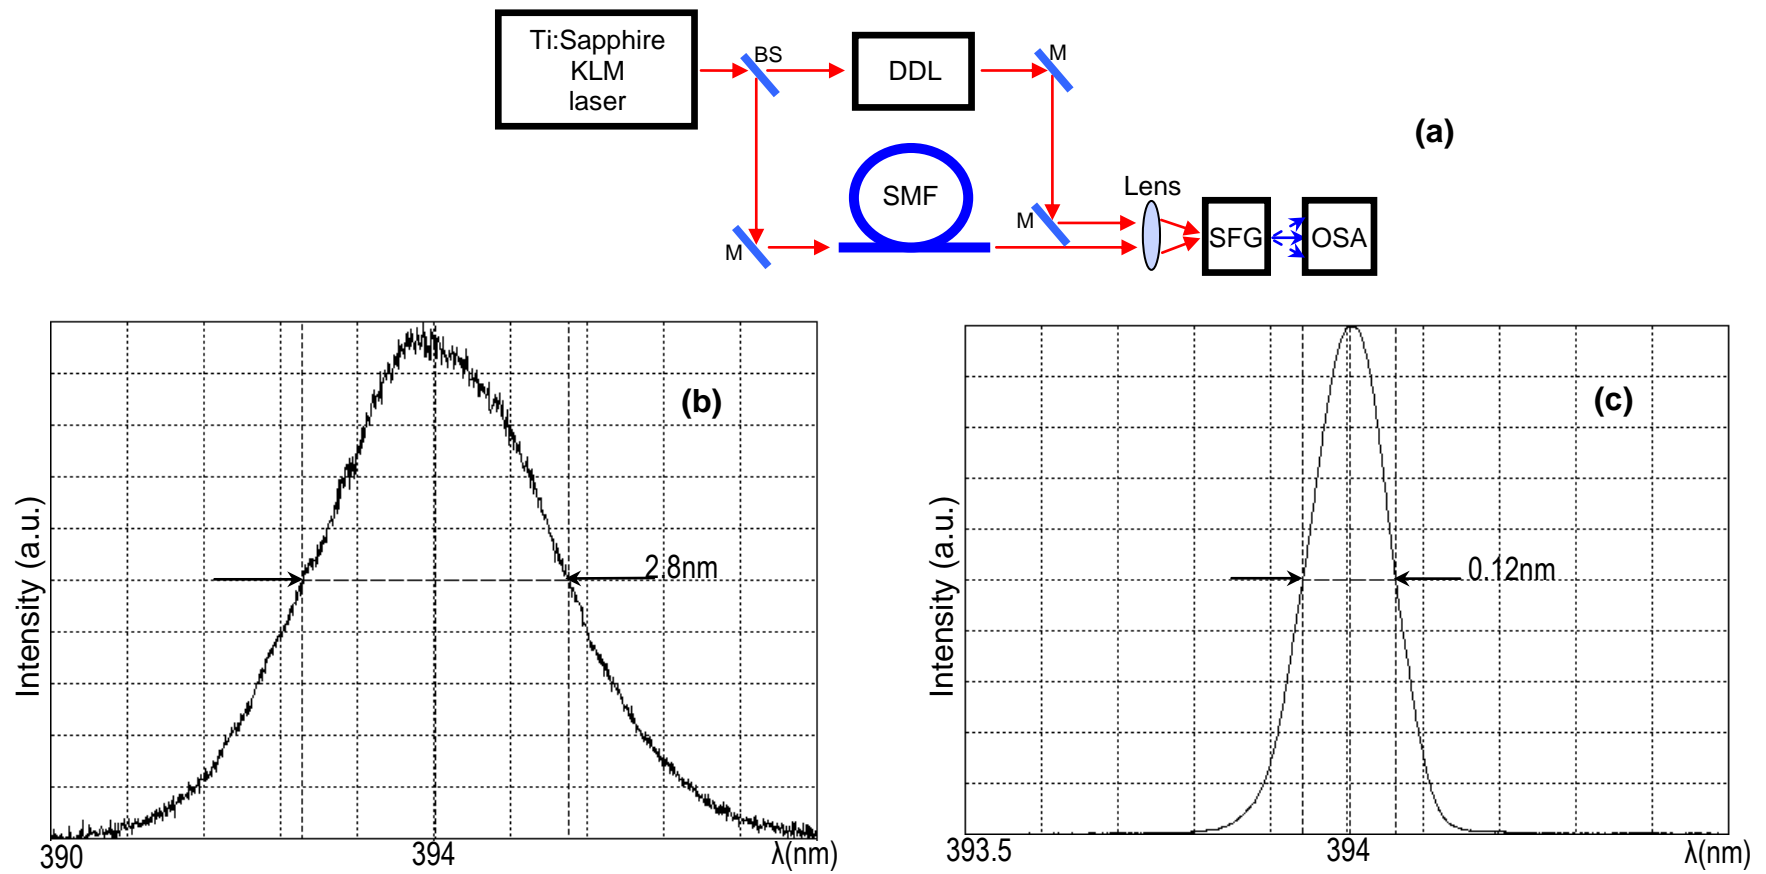 Ti:Sapphire
KLM
laser
BS
DDL
M
(a)
SMF
Lens
M
M
SFG
OSA
Intensity (a.u.)
(b)
2.8nm
390
394
λ(nm)
Intensity (a.u.)
(c)
0.12nm
393.5
394
λ(nm)